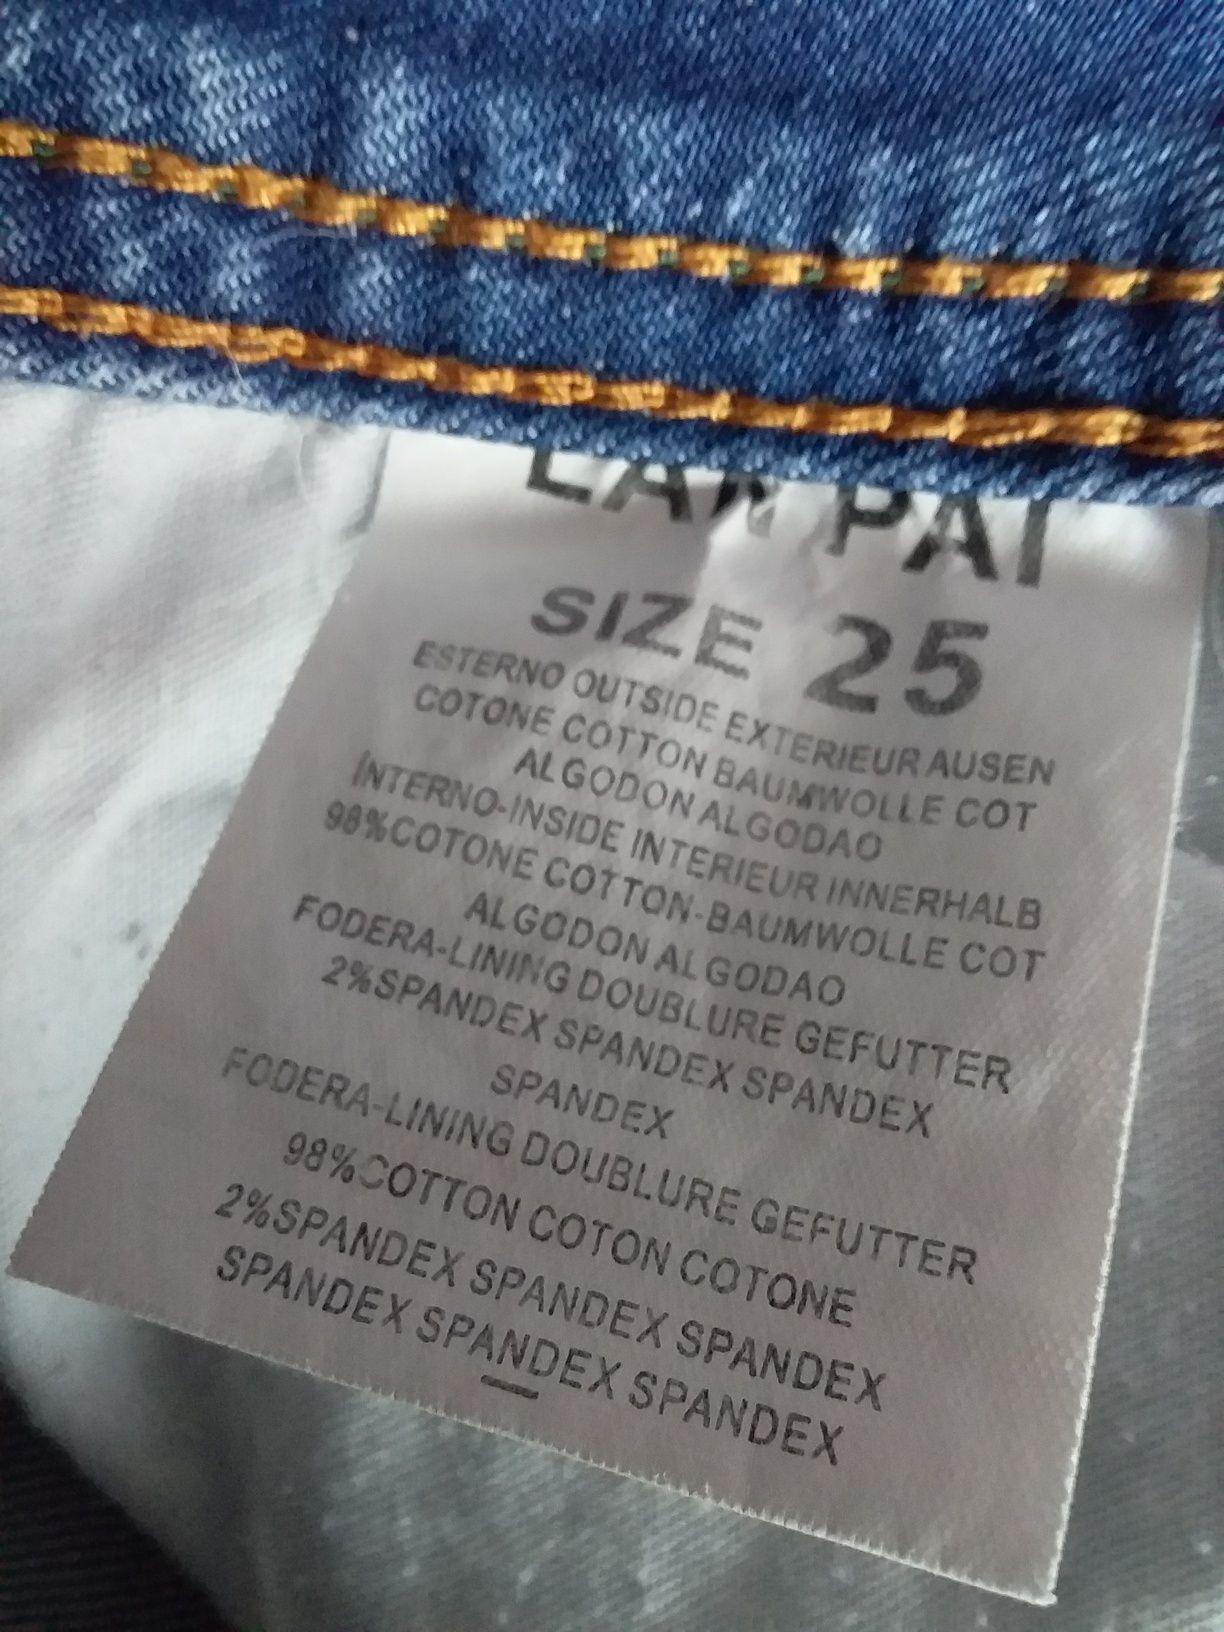 LAN PAI
SIZE 25
ESTERNO OUTSIDE EXTERIEUR AUSEN
COTONE COTTON BAUMWOLLE COT
ALGODON ALGODAO
INTERNO-INSIDE INTERIEUR INNERHALB
98%COTONE COTTON-BAUMWOLLE COT
ALGODON ALGODAO
FODERA-LINING DOUBLURE GEFUTTER
2%SPANDEX SPANDEX SPANDEX
SPANDEX
FODERA-LINING DOUBLURE GEFUTTER
98%COTTON COTON COTONE
2%SPANDEX SPANDEX SPANDEX
SPANDEX SPANDEX SPANDEX